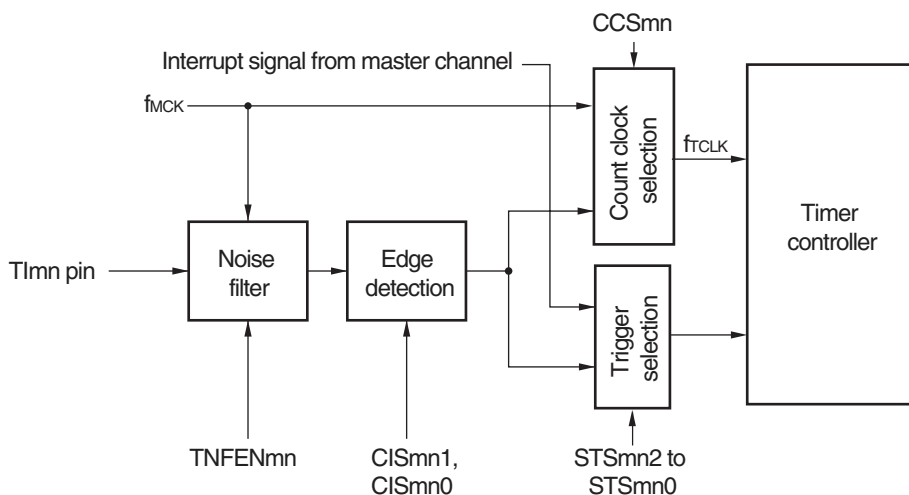 CCSmn
Interrupt signal from master channel
fMCK
Count clock
selection
fTCLK
Timer
controller
TImn pin
Noise
filter
Edge
detection
Trigger
selection
TNFENmn
CISmn1,
CISmn0
STSmn2 to
STSmn0